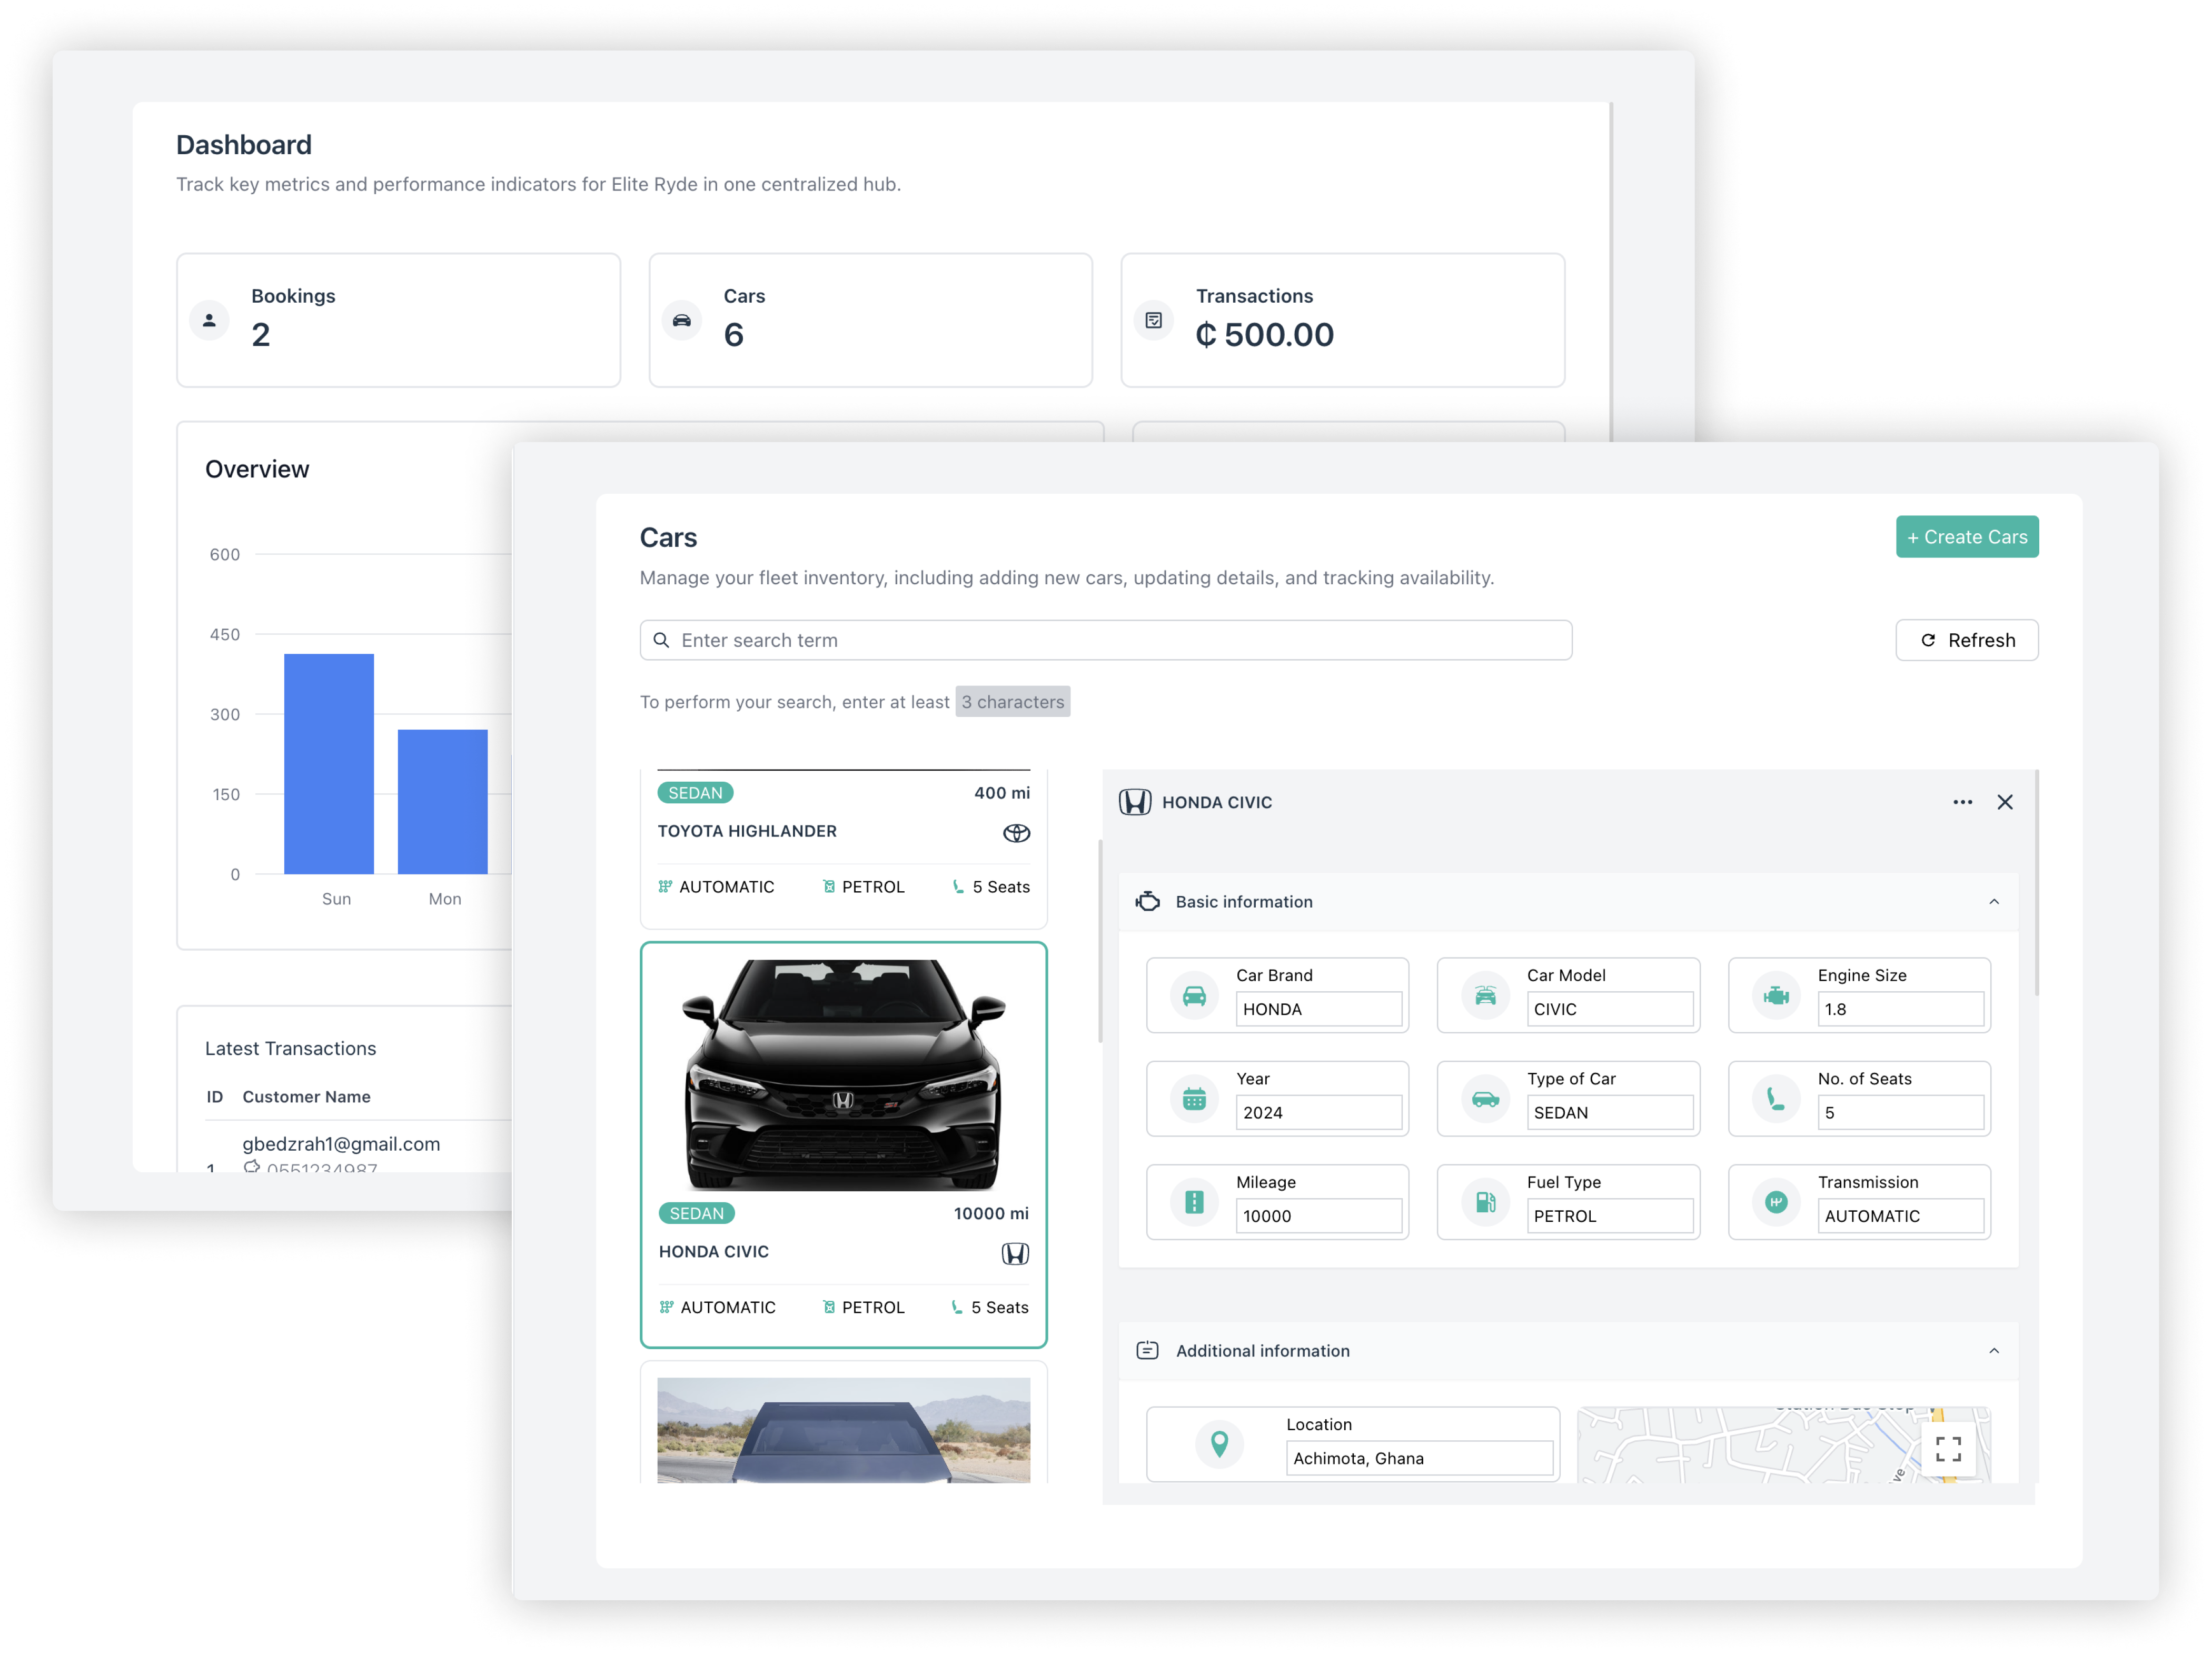 Dashboard
Track key metrics and performance indicators for Elite Ryde in one centralized hub.
Bookings
2
Cars
6
Transactions
₵ 500.00
Overview
600
450
300
150
0
Sun
Mon
Latest Transactions
ID Customer Name
gbedzrah1@gmail.com
1 0551234987
Cars
+ Create Cars
Manage your fleet inventory, including adding new cars, updating details, and tracking availability.
Enter search term
Refresh
To perform your search, enter at least 3 characters
SEDAN 400 mi
TOYOTA HIGHLANDER
AUTOMATIC PETROL 5 Seats
SEDAN 10000 mi
HONDA CIVIC
AUTOMATIC PETROL 5 Seats
HONDA CIVIC
Basic information
Car Brand
HONDA
Car Model
CIVIC
Engine Size
1.8
Year
2024
Type of Car
SEDAN
No. of Seats
5
Mileage
10000
Fuel Type
PETROL
Transmission
AUTOMATIC
Additional information
Location
Achimota, Ghana